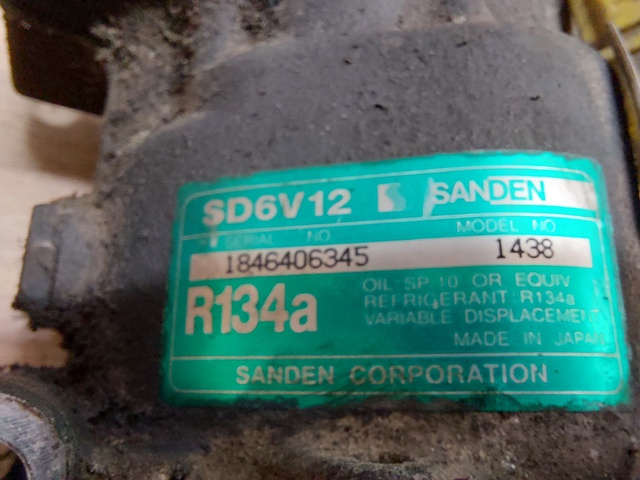 SD6V12 SANDEN
SERIAL NO MODEL NO
1846406345 1438
R134a
OIL SP 10 OR EQUIV
REFRIGERANT R134a
VARIABLE DISPLACEMENT
MADE IN JAPAN
SANDEN CORPORATION